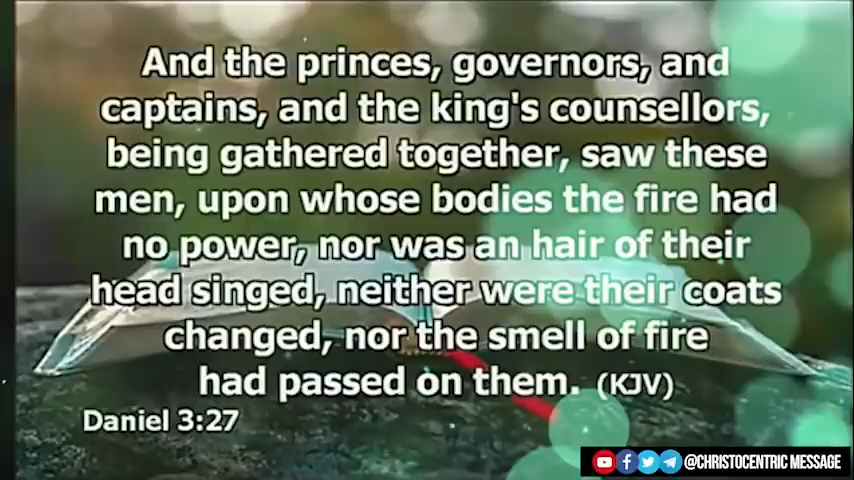 And the princes, governors, and
captains, and the king's counsellors,
being gathered together, saw these
men, upon whose bodies the fire had
no power, nor was an hair of their
head singed, neither were their coats
changed, nor the smell of fire
had passed on them. (KJV)
Daniel 3:27
@CHRISTOCENTRIC MESSAGE